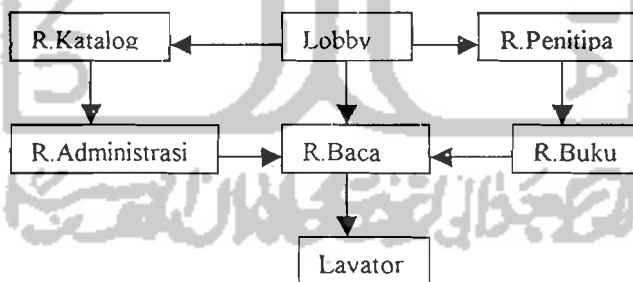 R.Katalog
Lobby
R.Penitipa
R.Administrasi
R.Baca
R.Buku
Lavator